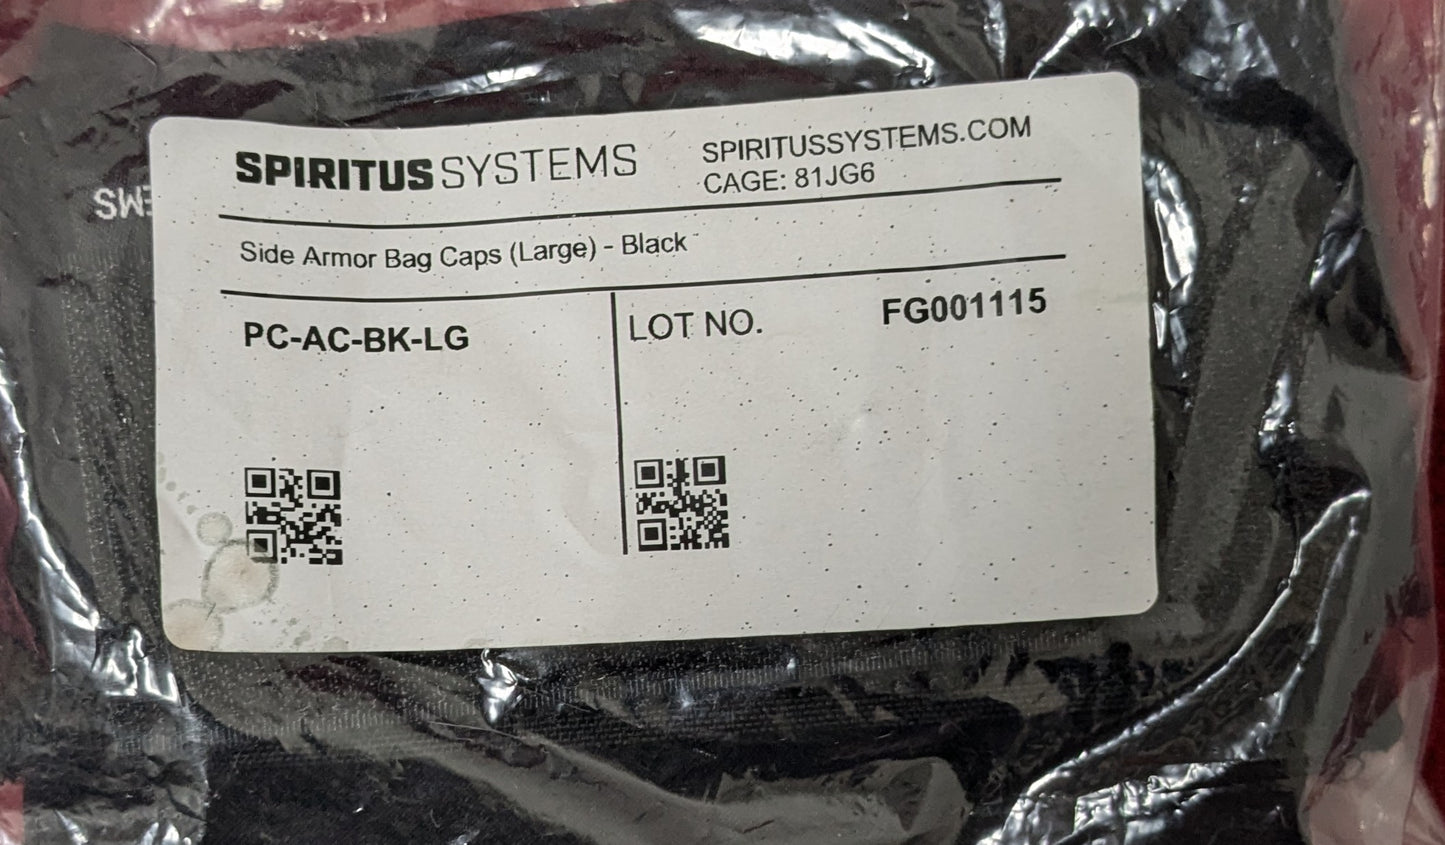 SPIRITUS SYSTEMS
SPIRITUSSYSTEMS.COM
CAGE: 81JG6
Side Armor Bag Caps (Large) - Black
PC-AC-BK-LG
LOT NO. FG001115